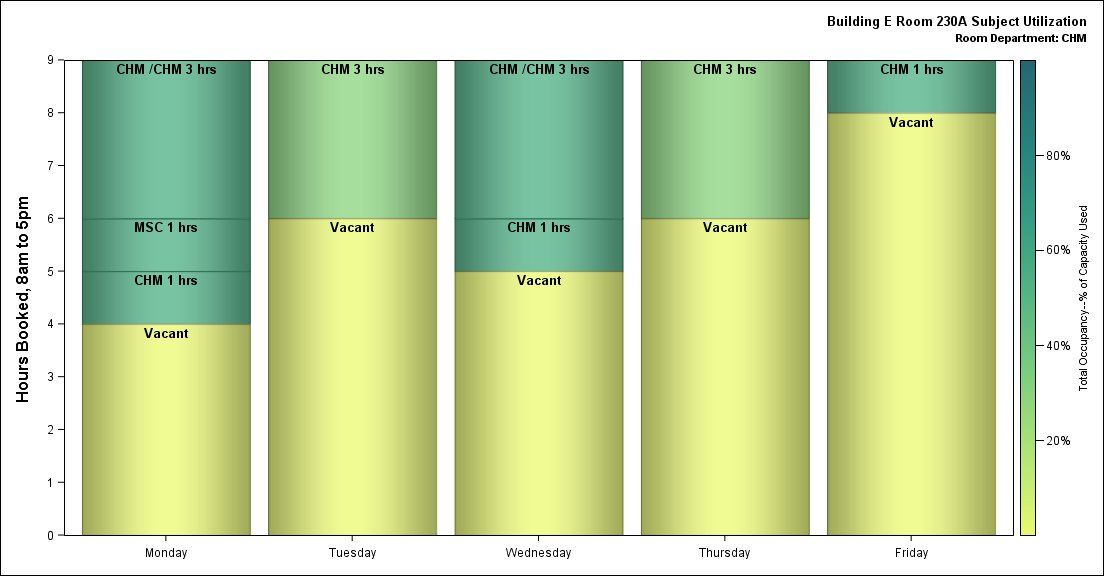 Building E Room 230A Subject Utilization
Room Department: CHM
Hours Booked, 8am to 5pm
9
8
7
6
5
4
3
2
1
0
CHM /CHM 3 hrs
MSC 1 hrs
CHM 1 hrs
Vacant
CHM 3 hrs
Vacant
CHM /CHM 3 hrs
CHM 1 hrs
Vacant
CHM 3 hrs
Vacant
CHM 1 hrs
Vacant
Monday
Tuesday
Wednesday
Thursday
Friday
80%
60%
40%
20%
Total Occupancy--% of Capacity Used